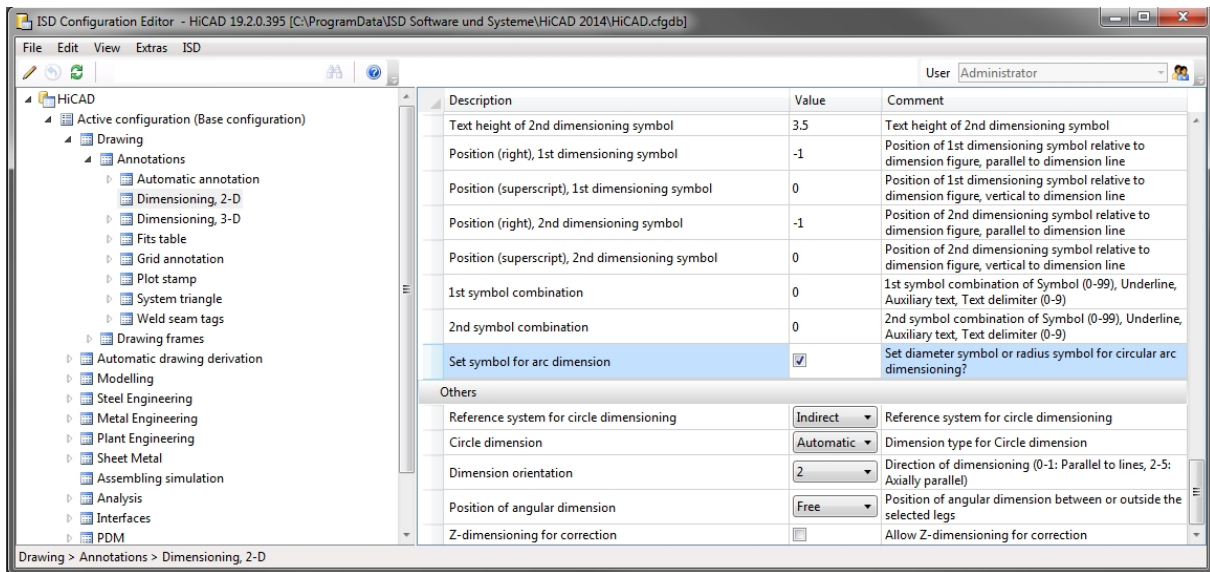 ISD Configuration Editor - HiCAD 19.2.0.395 [C:\ProgramData\ISD Software und Systeme\HiCAD 2014\HiCAD.cfgdb]
File Edit View Extras ISD
User Administrator
HiCAD
Active configuration (Base configuration)
Drawing
Annotations
Automatic annotation
Dimensioning, 2-D
Dimensioning, 3-D
Fits table
Grid annotation
Plot stamp
System triangle
Weld seam tags
Drawing frames
Automatic drawing derivation
Modelling
Steel Engineering
Metal Engineering
Plant Engineering
Sheet Metal
Assembling simulation
Analysis
Interfaces
PDM
Description Value Comment
Text height of 2nd dimensioning symbol 3.5 Text height of 2nd dimensioning symbol
Position (right), 1st dimensioning symbol -1 Position of 1st dimensioning symbol relative to
dimension figure, parallel to dimension line
Position (superscript), 1st dimensioning symbol 0 Position of 1st dimensioning symbol relative to
dimension figure, vertical to dimension line
Position (right), 2nd dimensioning symbol -1 Position of 2nd dimensioning symbol relative to
dimension figure, parallel to dimension line
Position (superscript), 2nd dimensioning symbol 0 Position of 2nd dimensioning symbol relative to
dimension figure, vertical to dimension line
1st symbol combination 0 1st symbol combination of Symbol (0-99), Underline,
Auxiliary text, Text delimiter (0-9)
2nd symbol combination 0 2nd symbol combination of Symbol (0-99), Underline,
Auxiliary text, Text delimiter (0-9)
Set symbol for arc dimension Set diameter symbol or radius symbol for circular arc
dimensioning?
Others
Reference system for circle dimensioning Indirect Reference system for circle dimensioning
Circle dimension Automatic Dimension type for Circle dimension
Dimension orientation 2 Direction of dimensioning (0-1: Parallel to lines, 2-5:
Axially parallel)
Position of angular dimension Free Position of angular dimension between or outside the
selected legs
Z-dimensioning for correction Allow Z-dimensioning for correction
Drawing > Annotations > Dimensioning, 2-D